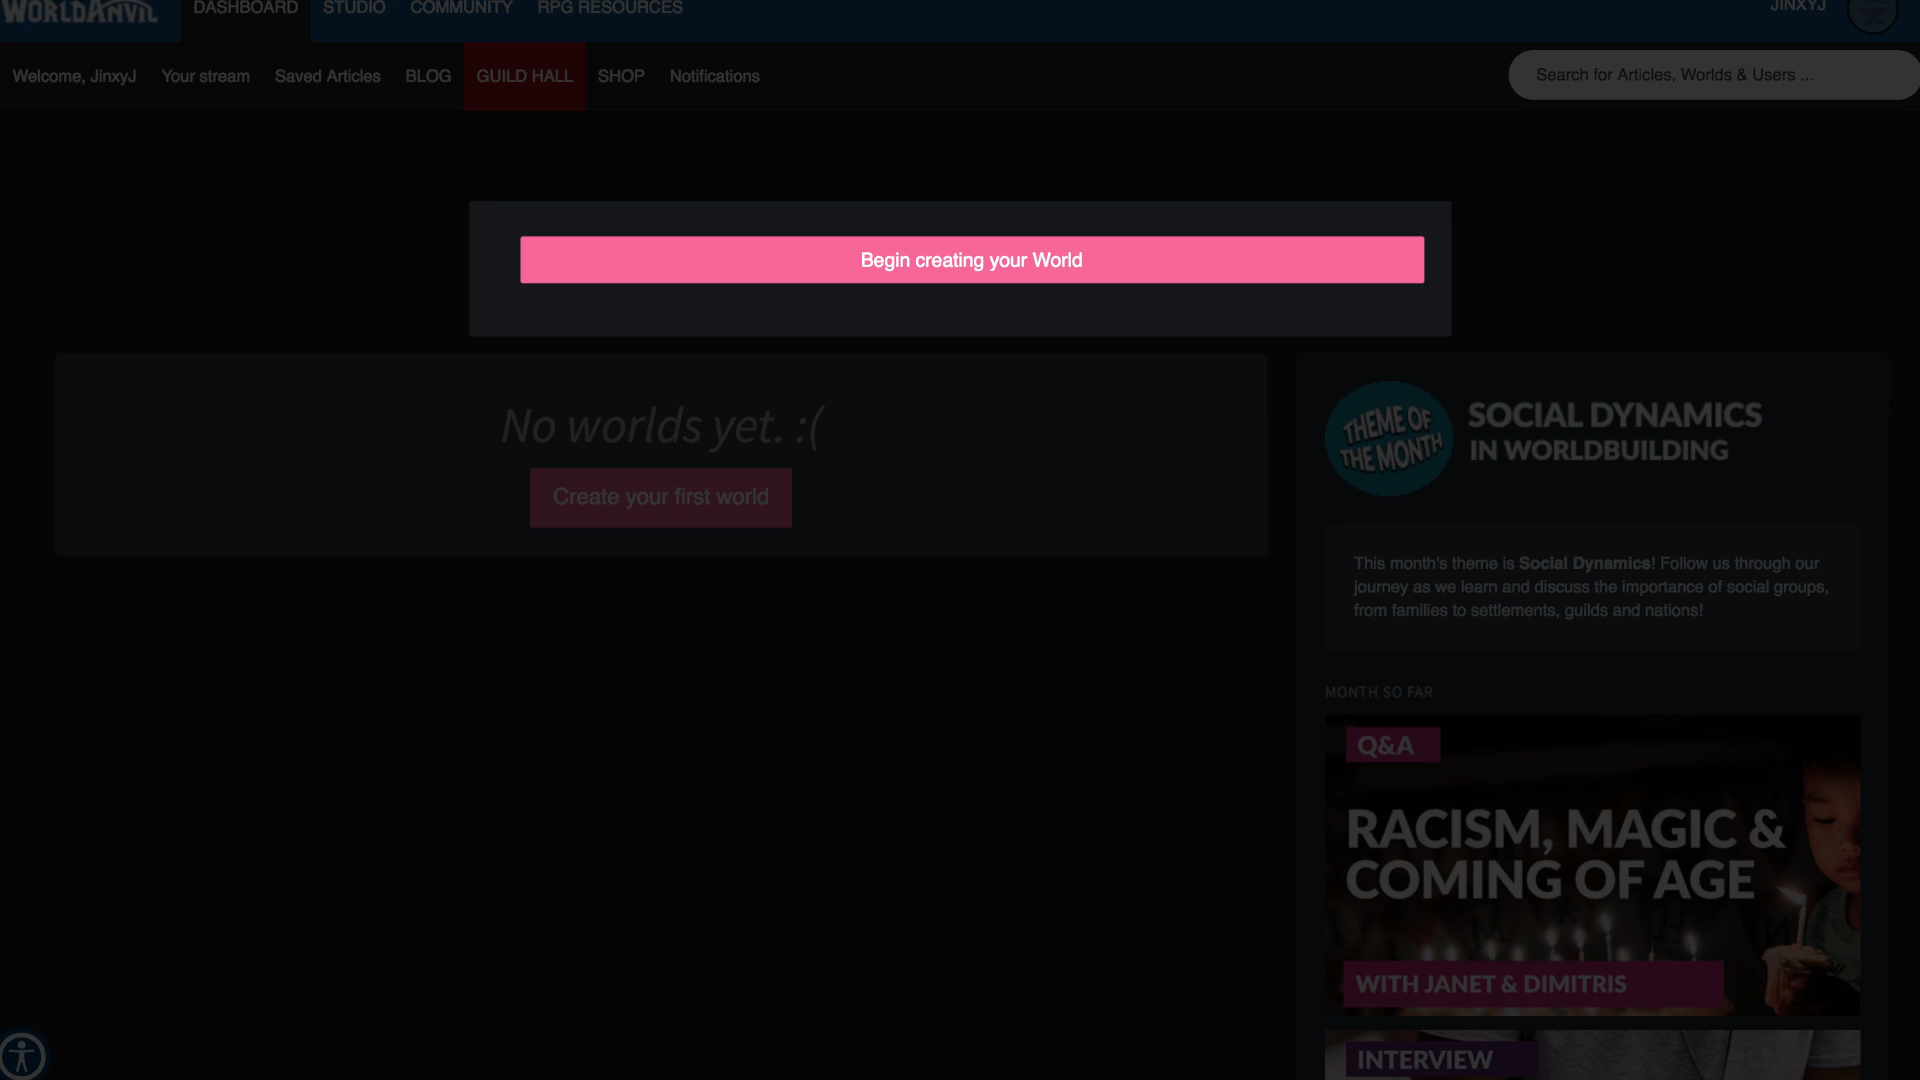 WORLDANVIL
DASHBOARD
STUDIO
COMMUNITY
RPG RESOURCES
JINXYJ
Welcome, JinxyJ
Your stream
Saved Articles
BLOG
GUILD HALL
SHOP
Notifications
Search for Articles, Worlds & Users ...
Begin creating your World
No worlds yet. :(
Create your first world
THEME OF
THE MONTH
SOCIAL DYNAMICS
IN WORLDBUILDING
This month's theme is Social Dynamics! Follow us through our
journey as we learn and discuss the importance of social groups,
from families to settlements, guilds and nations!
MONTH SO FAR
Q&A
RACISM, MAGIC &
COMING OF AGE
WITH JANET & DIMITRIS
INTERVIEW